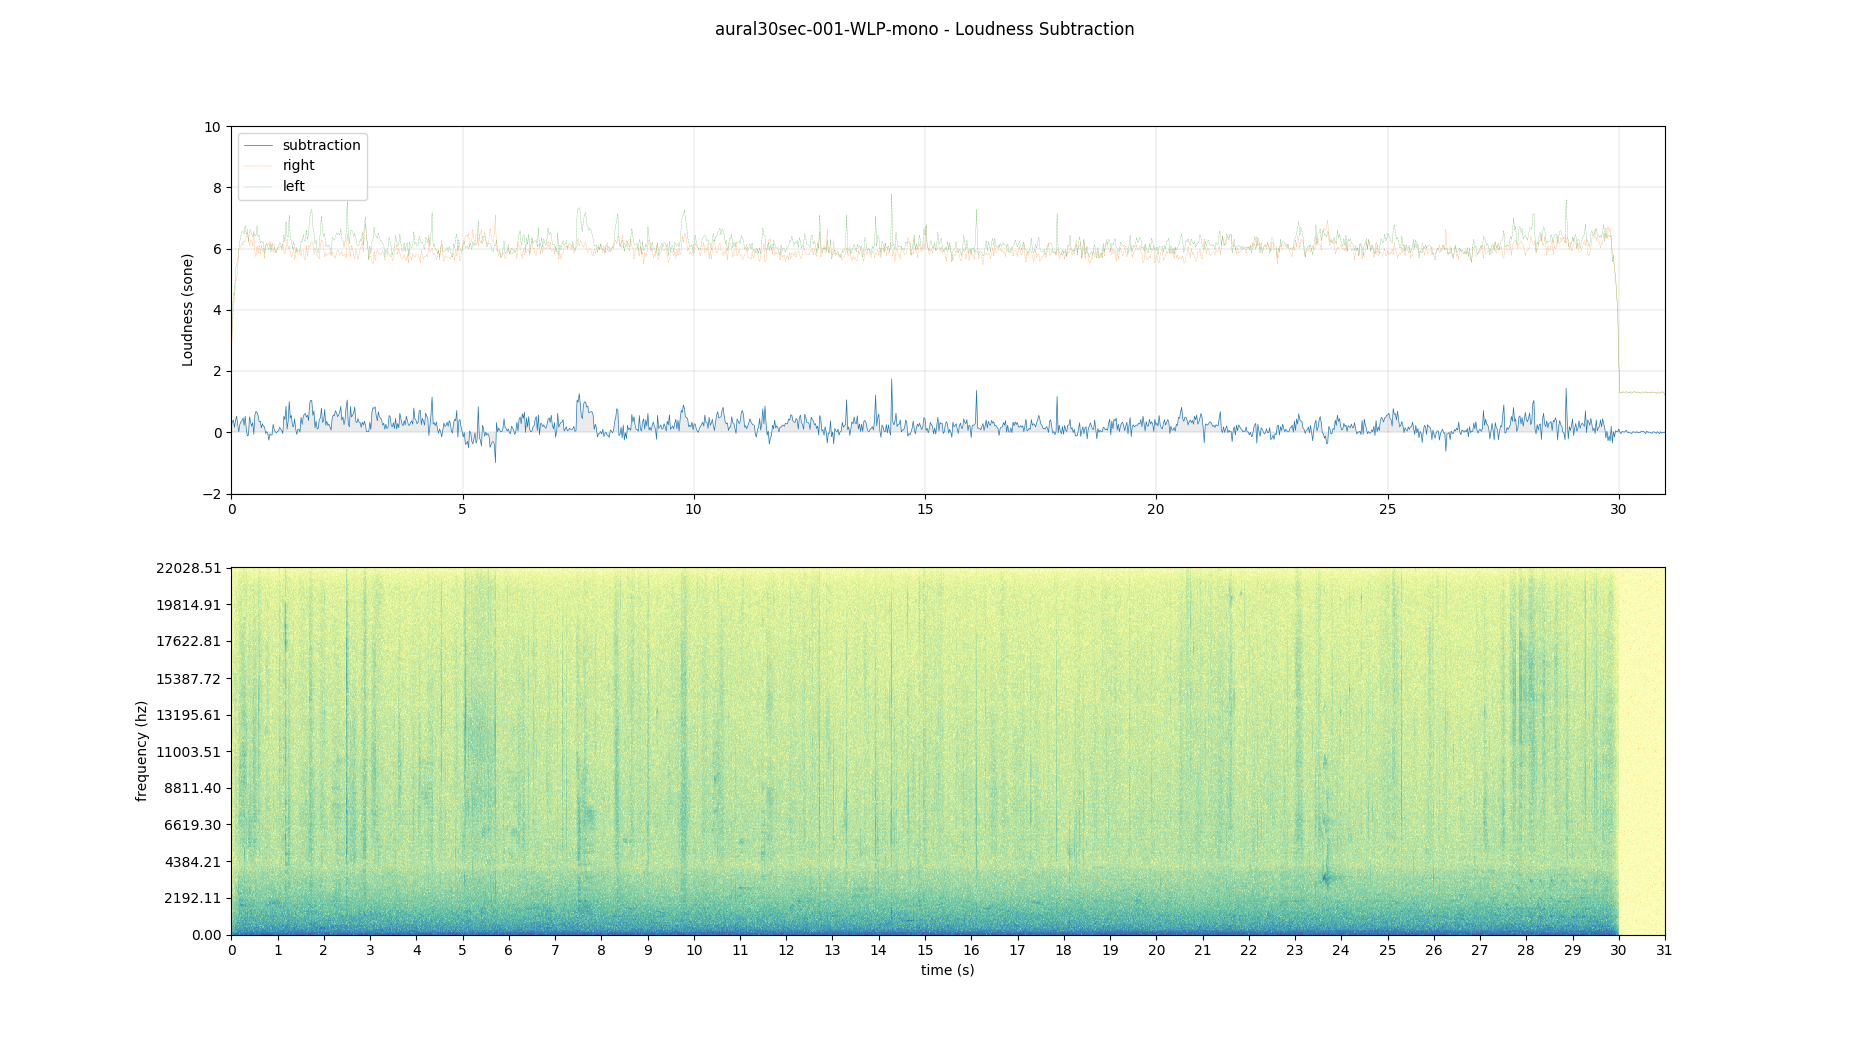 aural30sec-001-WLP-mono - Loudness Subtraction
10
8
6
4
2
0
−2
Loudness (sone)
subtraction
right
left
0 5 10 15 20 25 30
22028.51
19814.91
17622.81
15387.72
13195.61
11003.51
8811.40
6619.30
4384.21
2192.11
0.00
frequency (hz)
0 1 2 3 4 5 6 7 8 9 10 11 12 13 14 15 16 17 18 19 20 21 22 23 24 25 26 27 28 29 30 31
time (s)